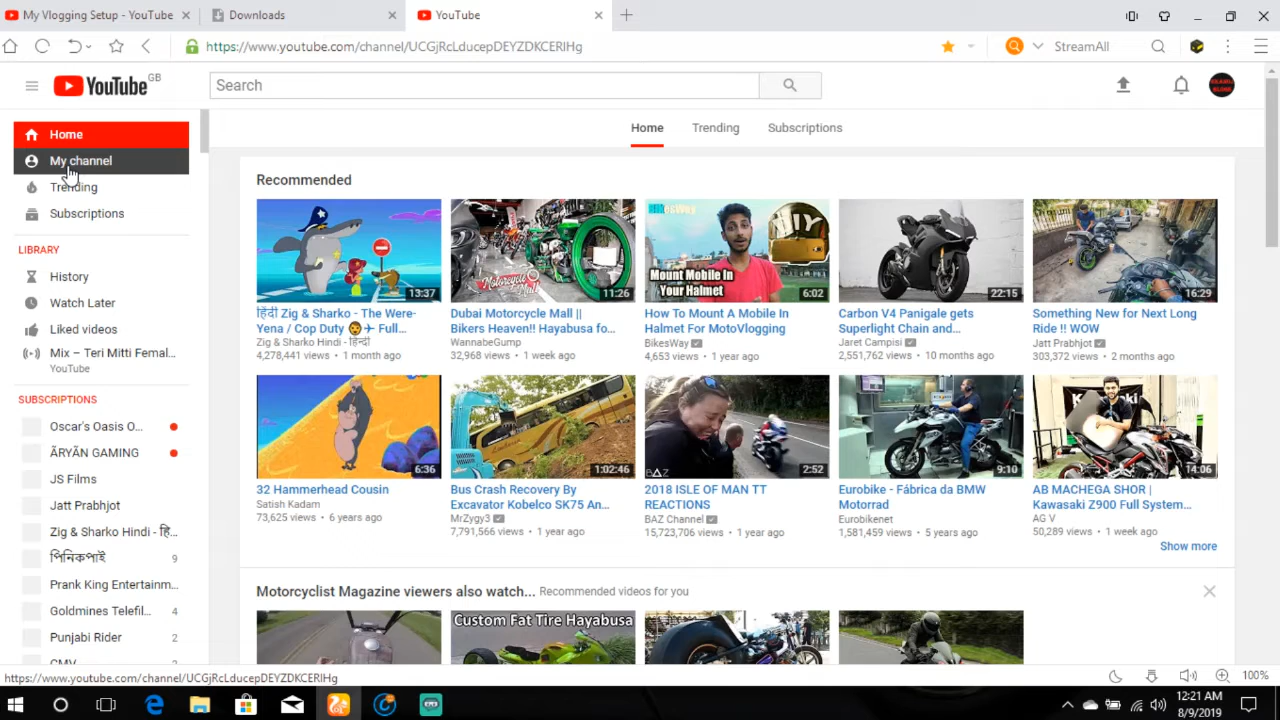 My Vlogging Setup - YouTube
Downloads
YouTube
https://www.youtube.com/channel/UCGjRcLducepDEYZDKCERIHg
StreamAll
YouTube GB
Search
Home
My channel
Trending
Subscriptions
LIBRARY
History
Watch Later
Liked videos
Mix – Teri Mitti Femal...
YouTube
SUBSCRIPTIONS
Oscar's Oasis O...
ÃRYÃN GAMING
JS Films
Jatt Prabhjot
Zig & Sharko Hindi - हि...
পিনিকপাই 9
Prank King Entertainm...
Goldmines Telefil... 4
Punjabi Rider 2
Home Trending Subscriptions
Recommended
13:37
हिंदी Zig & Sharko - The Were-
Yena / Cop Duty 👮✈ Full...
Zig & Sharko Hindi - हिन्दी
4,278,441 views • 1 month ago
Motorcycle Mall
11:26
Dubai Motorcycle Mall ||
Bikers Heaven!! Hayabusa fo...
WannabeGump
32,968 views • 1 week ago
BikesWay
DIY
Mount Mobile In
Your Helmet
6:02
How To Mount A Mobile In
Halmet For MotoVlogging
BikesWay
4,653 views • 1 year ago
22:15
Carbon V4 Panigale gets
Superlight Chain and...
Jaret Campisi
2,551,762 views • 10 months ago
16:29
Something New for Next Long
Ride !! WOW
Jatt Prabhjot
303,372 views • 2 months ago
6:36
32 Hammerhead Cousin
Satish Kadam
73,625 views • 6 years ago
1:02:46
Bus Crash Recovery By
Excavator Kobelco SK75 An...
MrZygy3
7,791,566 views • 1 year ago
BAZ
2:52
2018 ISLE OF MAN TT
REACTIONS
BAZ Channel
15,723,706 views • 1 year ago
9:10
Eurobike - Fábrica da BMW
Motorrad
Eurobikenet
1,581,459 views • 5 years ago
14:06
AB MACHEGA SHOR |
Kawasaki Z900 Full System...
AG V
50,289 views • 1 week ago
Show more
Motorcyclist Magazine viewers also watch... Recommended videos for you
Custom Fat Tire Hayabusa
https://www.youtube.com/channel/UCGjRcLducepDEYZDKCERIHg
100%
12:21 AM
8/9/2019